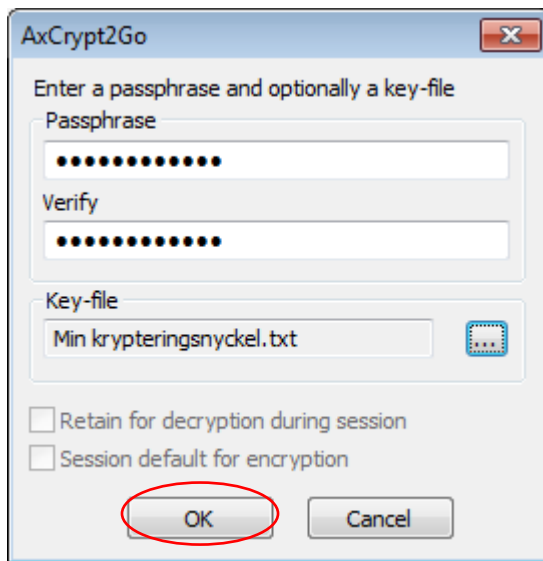 AxCrypt2Go
Enter a passphrase and optionally a key-file
Passphrase
••••••••••••
Verify
••••••••••••
Key-file
Min krypteringsnyckel.txt
...
Retain for decryption during session
Session default for encryption
OK Cancel